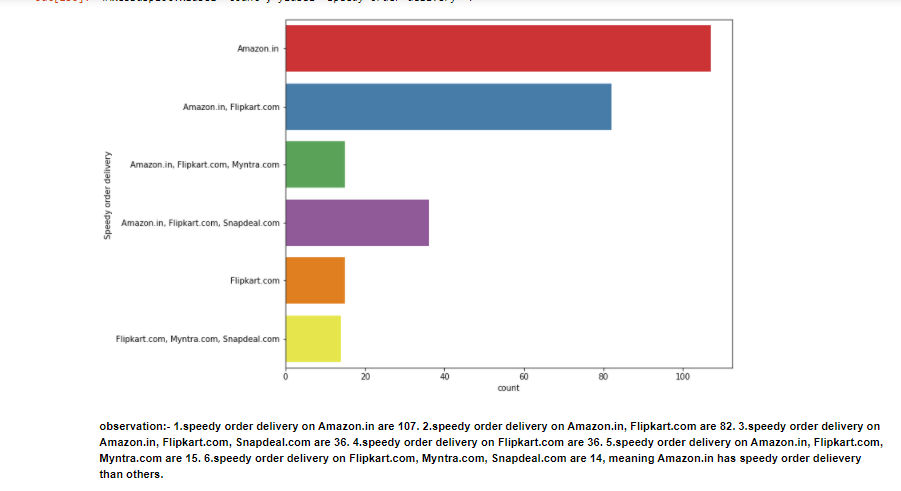 Amazon.in
Amazon.in, Flipkart.com
Amazon.in, Flipkart.com, Myntra.com
Amazon.in, Flipkart.com, Snapdeal.com
Flipkart.com
Flipkart.com, Myntra.com, Snapdeal.com
Speedy order delivery
0 20 40 60 80 100
count
observation:- 1.speedy order delivery on Amazon.in are 107. 2.speedy order delivery on Amazon.in, Flipkart.com are 82. 3.speedy order delivery on
Amazon.in, Flipkart.com, Snapdeal.com are 36. 4.speedy order delivery on Flipkart.com are 36. 5.speedy order delivery on Amazon.in, Flipkart.com,
Myntra.com are 15. 6.speedy order delivery on Flipkart.com, Myntra.com, Snapdeal.com are 14, meaning Amazon.in has speedy order delievery
than others.